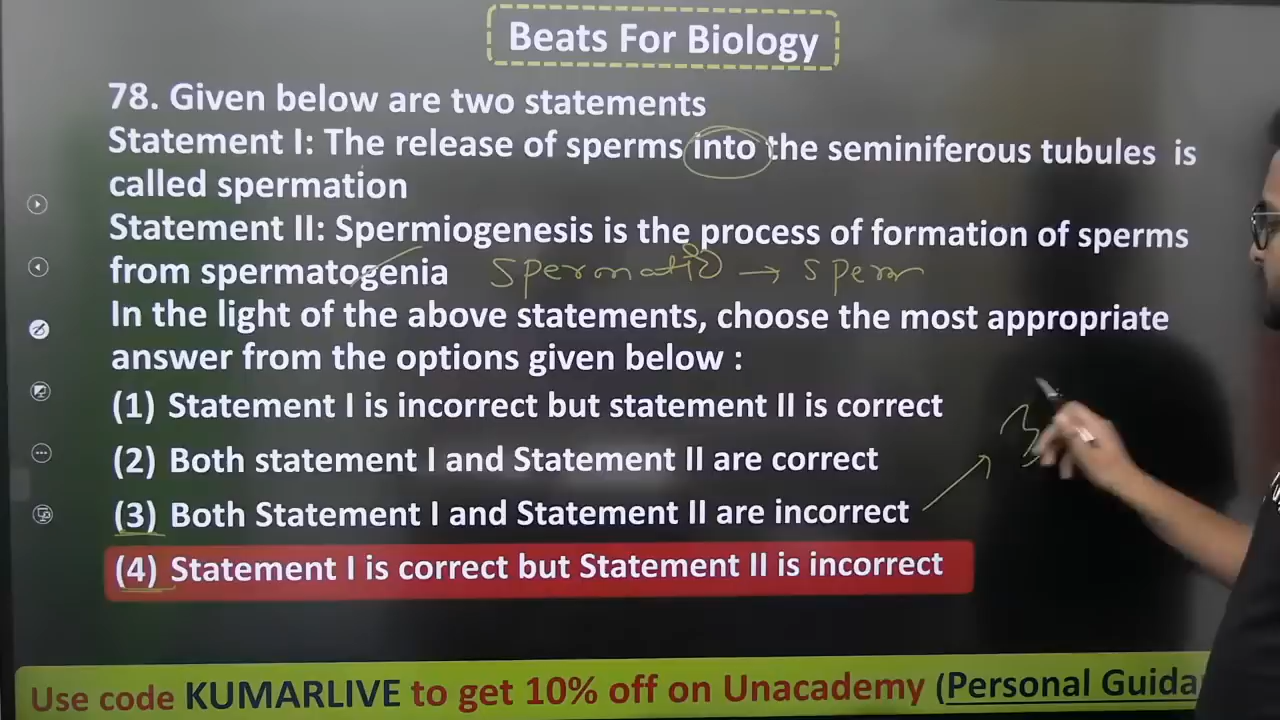 Beats For Biology
78. Given below are two statements
Statement I: The release of sperms into the seminiferous tubules is
called spermation
Statement II: Spermiogenesis is the process of formation of sperms
from spermatogenia
Spermatid → sperm
In the light of the above statements, choose the most appropriate
answer from the options given below :
(1) Statement I is incorrect but statement II is correct
(2) Both statement I and Statement II are correct
(3) Both Statement I and Statement II are incorrect
3
(4) Statement I is correct but Statement II is incorrect
Use code KUMARLIVE to get 10% off on Unacademy (Personal Guida